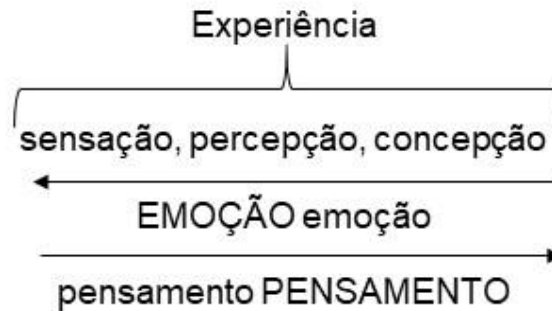 Experiência
sensação, percepção, concepção
EMOÇÃO emoção
pensamento PENSAMENTO